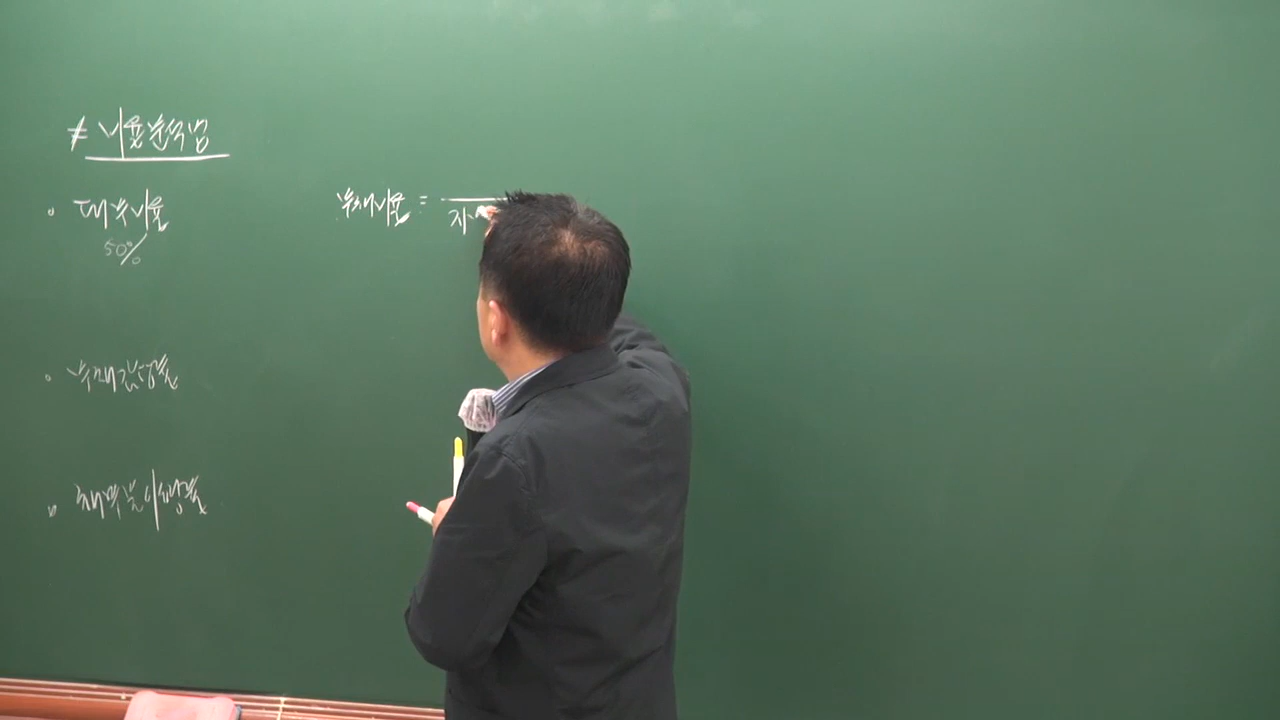 # 비율분석법
◦ 대부비율 부채비율 = 자
50%
◦ 부채감당률
◦ 채무불이행률